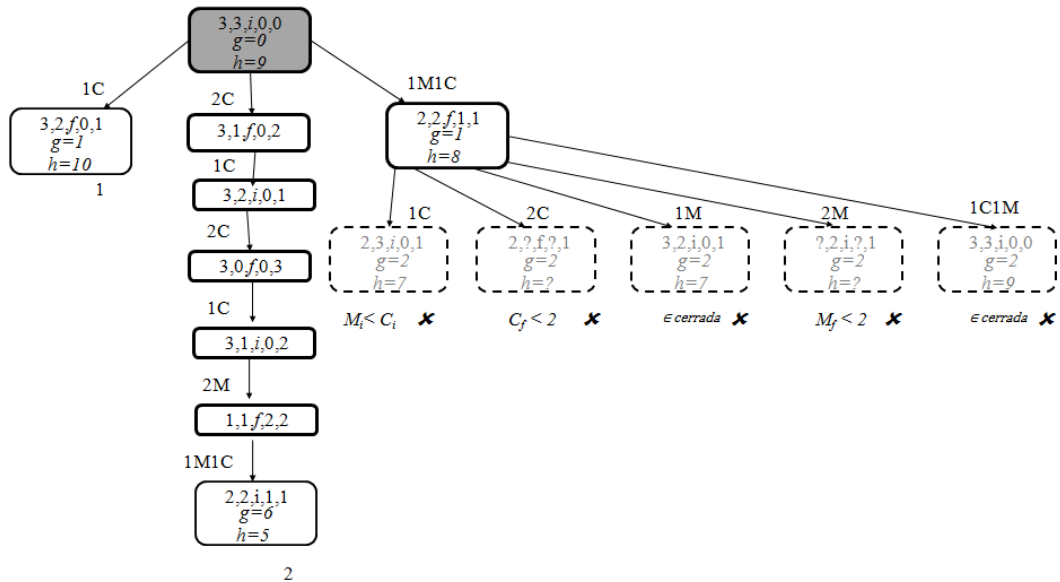 3,3,i,0,0
g=0
h=9
1C
2C
1M1C
3,2,f,0,1
g=1
h=10
1
3,1,f,0,2
2,2,f,1,1
g=1
h=8
1C
3,2,i,0,1
2C
3,0,f,0,3
1C
3,1,i,0,2
2M
1,1,f,2,2
1M1C
2,2,i,1,1
g=6
h=5
2
1C
2,3,i,0,1
g=2
h=7
M_i< C_i ✘
2C
2,?,f,?,1
g=2
h=?
C_f < 2 ✘
1M
3,2,i,0,1
g=2
h=7
∈ cerrada ✘
2M
?,2,i,?,1
g=2
h=?
M_f < 2 ✘
1C1M
3,3,i,0,0
g=2
h=9
∈ cerrada ✘